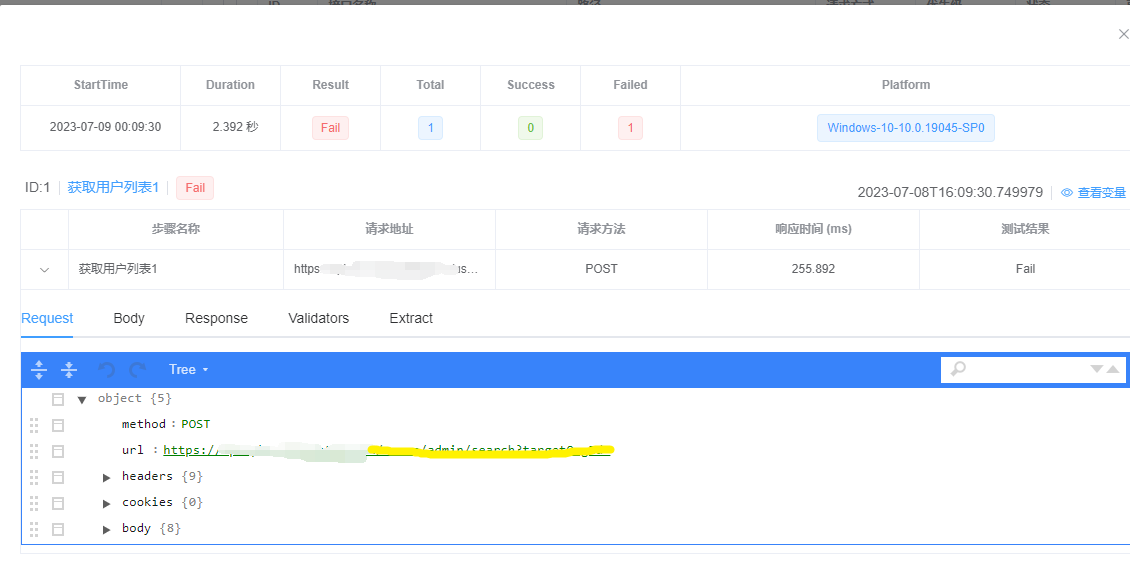 StartTime Duration Result Total Success Failed Platform
2023-07-09 00:09:30 2.392 秒 Fail 1 0 1 Windows-10-10.0.19045-SP0
ID:1 获取用户列表1 Fail 2023-07-08T16:09:30.749979 查看变量
步骤名称 请求地址 请求方法 响应时间 (ms) 测试结果
获取用户列表1 https us... POST 255.892 Fail
Request Body Response Validators Extract
Tree
object {5}
method : POST
url : https:// /admin/search?
headers {9}
cookies {0}
body {8}